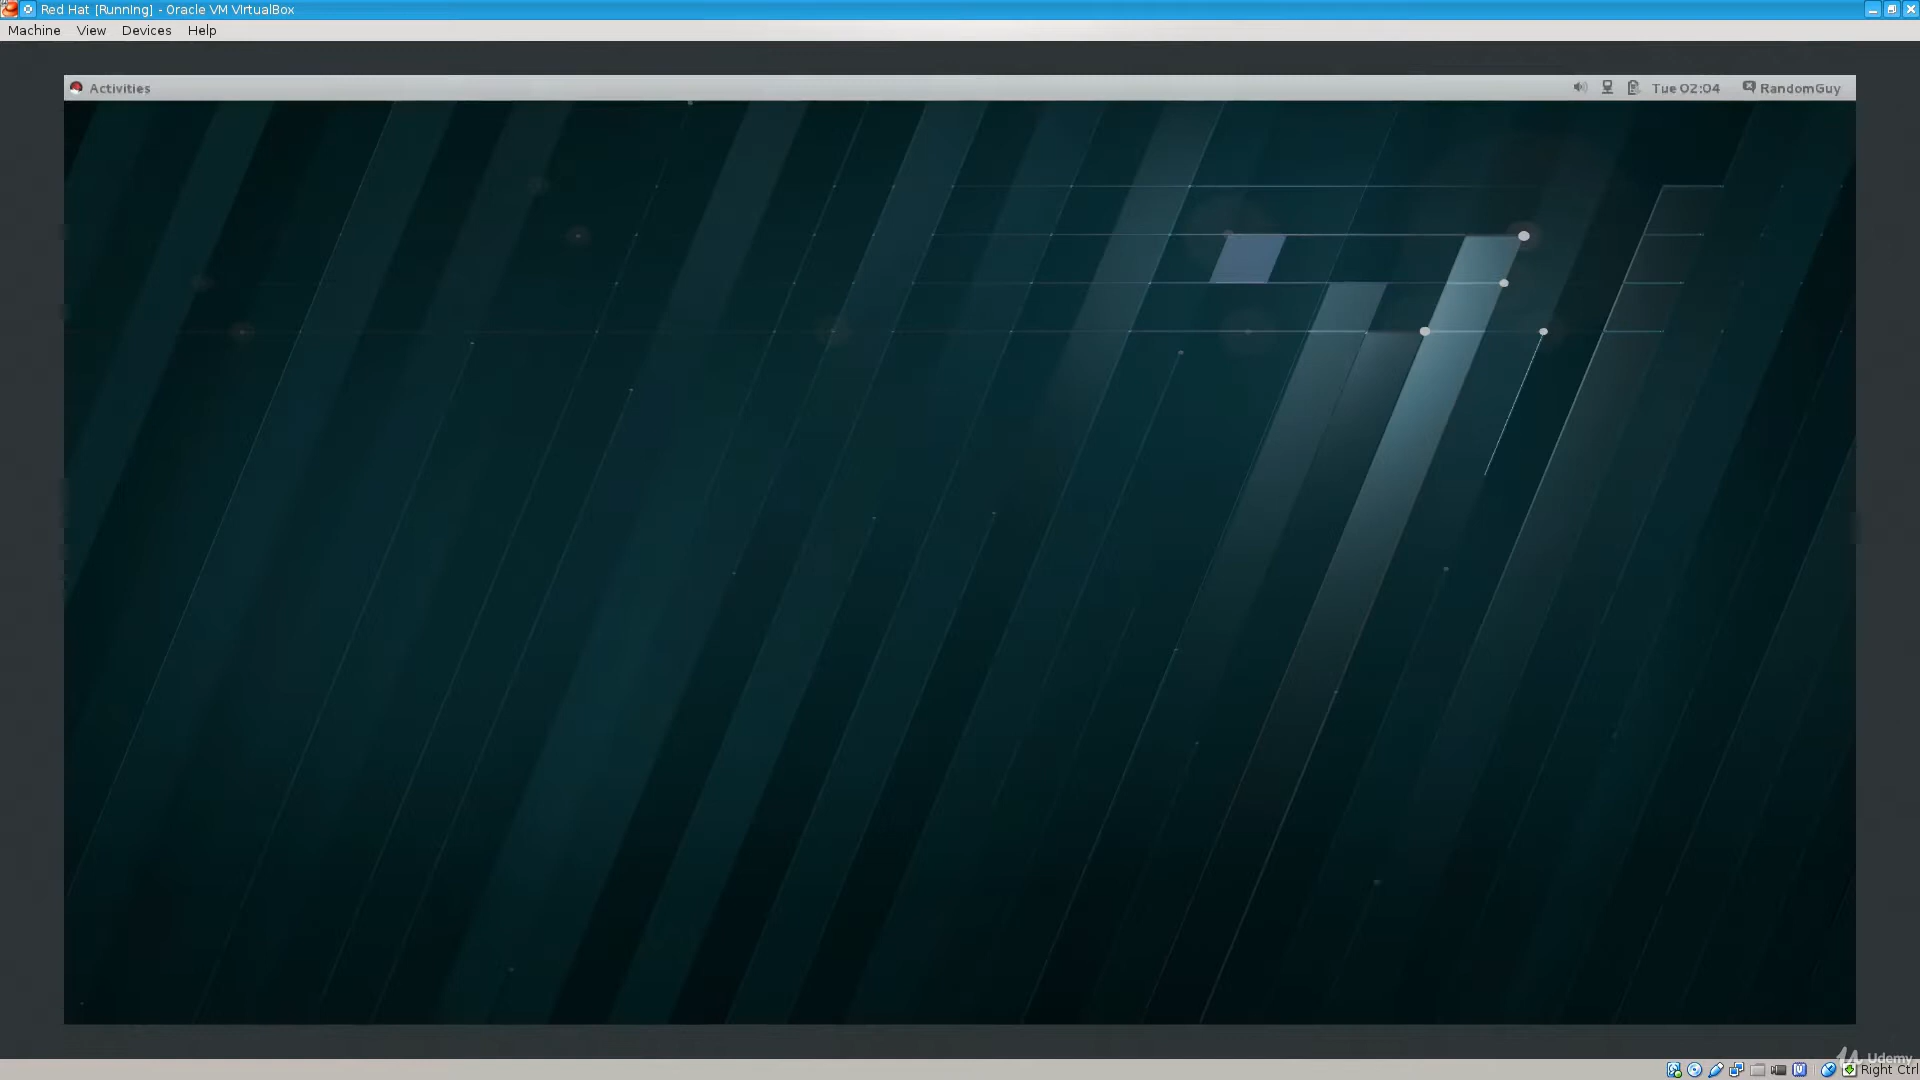 Red Hat [Running] - Oracle VM VirtualBox
Machine View Devices Help
Activities Tue 02:04 RandomGuy
Udemy
Right Ctrl